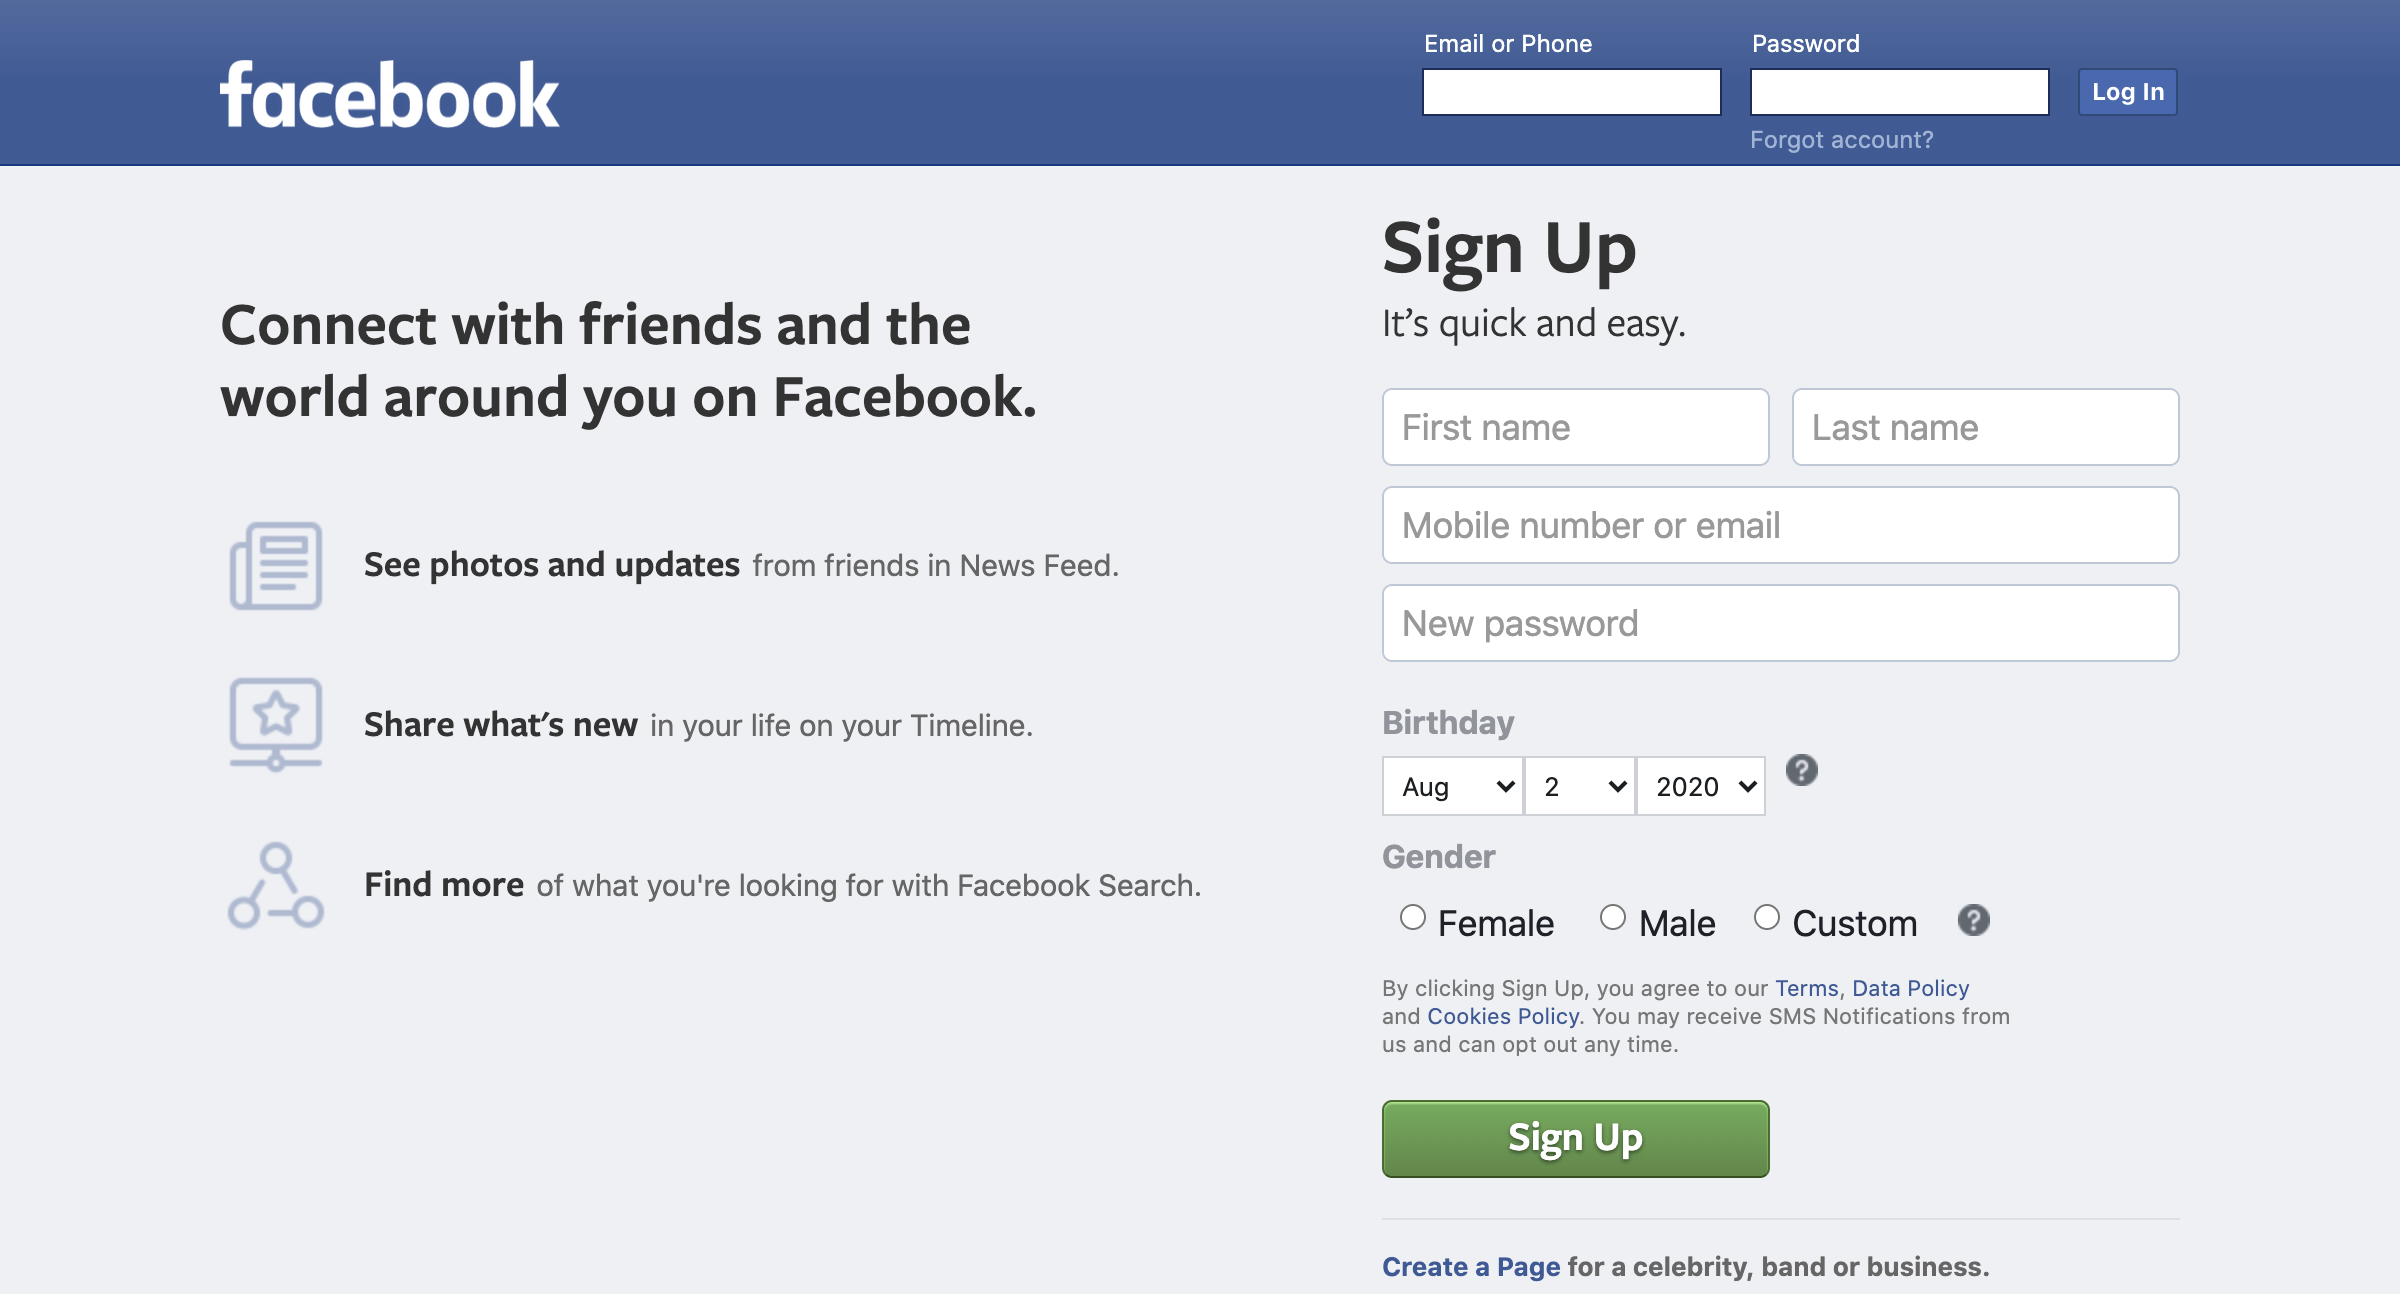 facebook
Email or Phone
Password
Log In
Forgot account?
Connect with friends and the
world around you on Facebook.
See photos and updates from friends in News Feed.
Share what's new in your life on your Timeline.
Find more of what you're looking for with Facebook Search.
Sign Up
It’s quick and easy.
First name
Last name
Mobile number or email
New password
Birthday
Aug 2 2020 ?
Gender
Female Male Custom ?
By clicking Sign Up, you agree to our Terms, Data Policy
and Cookies Policy. You may receive SMS Notifications from
us and can opt out any time.
Sign Up
Create a Page for a celebrity, band or business.